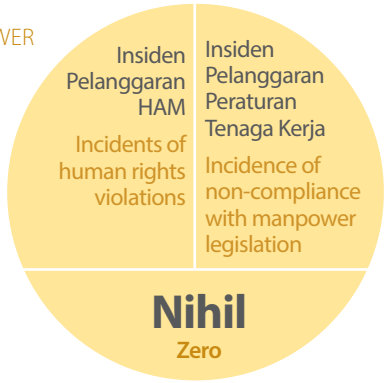 Insiden
Pelanggaran
HAM
Incidents of
human rights
violations
Insiden
Pelanggaran
Peraturan
Tenaga Kerja
Incidence of
non-compliance
with manpower
legislation
Nihil
Zero